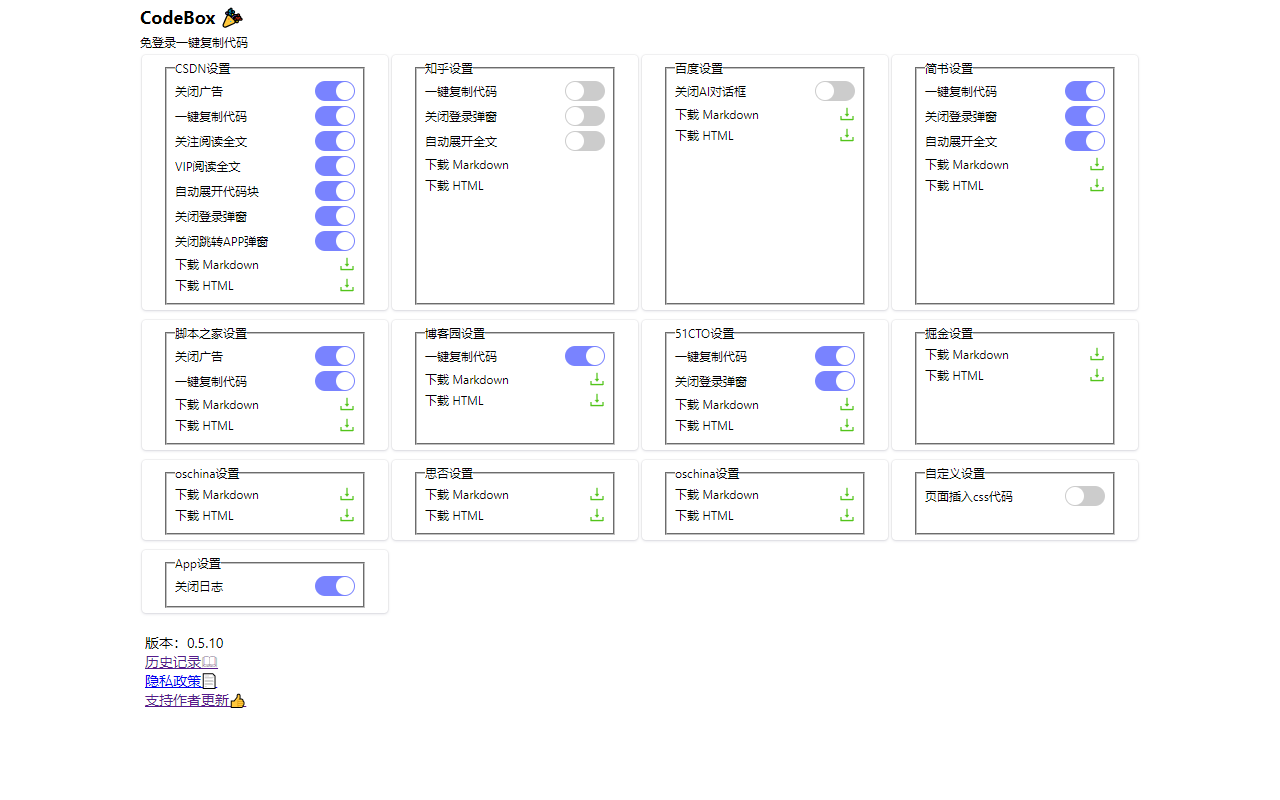 CodeBox
免登录一键复制代码
CSDN设置
关闭广告
一键复制代码
关注阅读全文
VIP阅读全文
自动展开代码块
关闭登录弹窗
关闭跳转APP弹窗
下载 Markdown
下载 HTML
知乎设置
一键复制代码
关闭登录弹窗
自动展开全文
下载 Markdown
下载 HTML
百度设置
关闭AI对话框
下载 Markdown
下载 HTML
简书设置
一键复制代码
关闭登录弹窗
自动展开全文
下载 Markdown
下载 HTML
脚本之家设置
关闭广告
一键复制代码
下载 Markdown
下载 HTML
博客园设置
一键复制代码
下载 Markdown
下载 HTML
51CTO设置
一键复制代码
关闭登录弹窗
下载 Markdown
下载 HTML
掘金设置
下载 Markdown
下载 HTML
oschina设置
下载 Markdown
下载 HTML
思否设置
下载 Markdown
下载 HTML
oschina设置
下载 Markdown
下载 HTML
自定义设置
页面插入css代码
App设置
关闭日志
版本：0.5.10
历史记录
隐私政策
支持作者更新